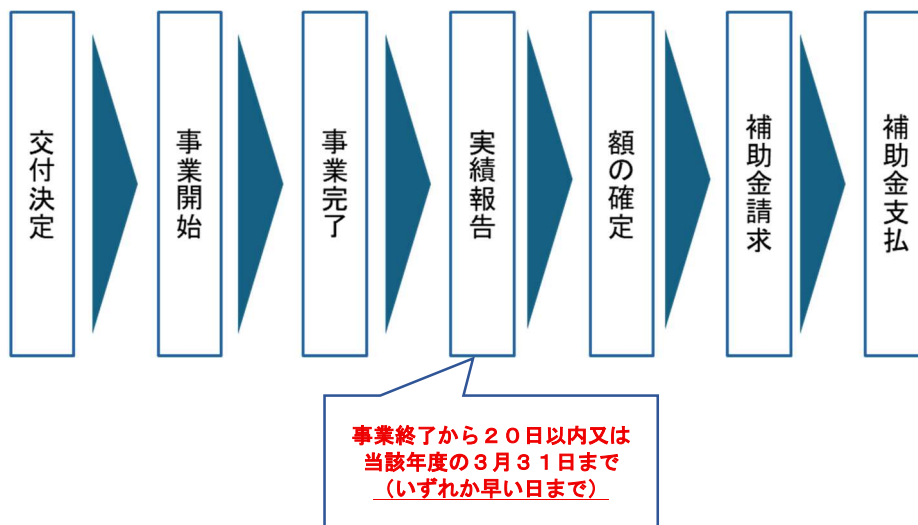 交付決定
事業開始
事業完了
実績報告
額の確定
補助金請求
補助金支払
事業終了から２０日以内又は
当該年度の３月３１日まで
（いずれか早い日まで）